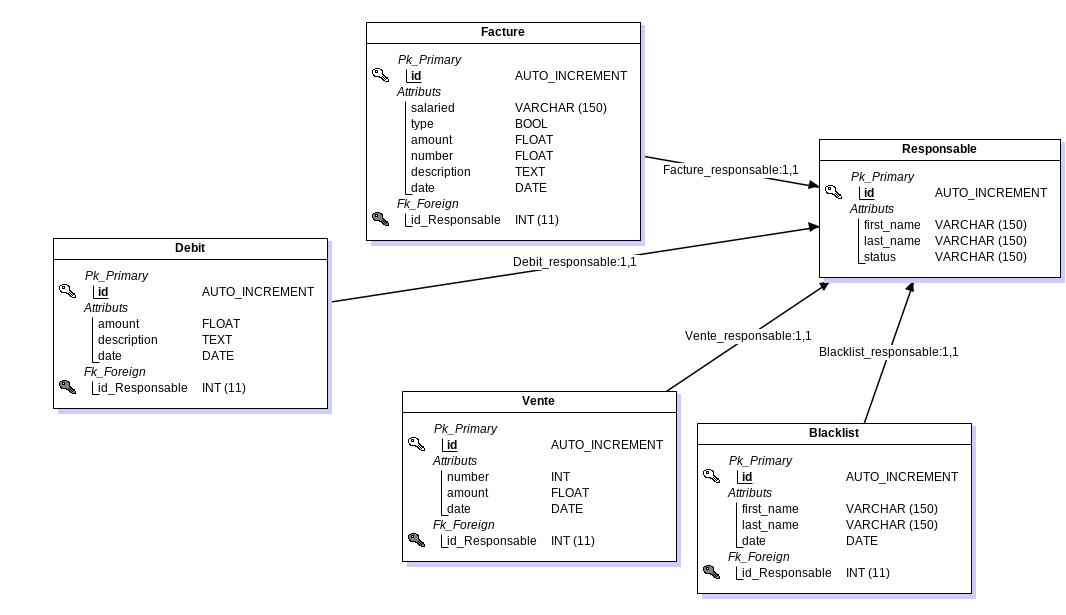 Facture
Pk_Primary
id AUTO_INCREMENT
Attributs
salaried VARCHAR (150)
type BOOL
amount FLOAT
number FLOAT
description TEXT
date DATE
Fk_Foreign
id_Responsable INT (11)
Facture_responsable:1,1
Responsable
Pk_Primary
id AUTO_INCREMENT
Attributs
first_name VARCHAR (150)
last_name VARCHAR (150)
status VARCHAR (150)
Debit
Pk_Primary
id AUTO_INCREMENT
Attributs
amount FLOAT
description TEXT
date DATE
Fk_Foreign
id_Responsable INT (11)
Debit_responsable:1,1
Vente_responsable:1,1
Blacklist_responsable:1,1
Vente
Pk_Primary
id AUTO_INCREMENT
Attributs
number INT
amount FLOAT
date DATE
Fk_Foreign
id_Responsable INT (11)
Blacklist
Pk_Primary
id AUTO_INCREMENT
Attributs
first_name VARCHAR (150)
last_name VARCHAR (150)
date DATE
Fk_Foreign
id_Responsable INT (11)